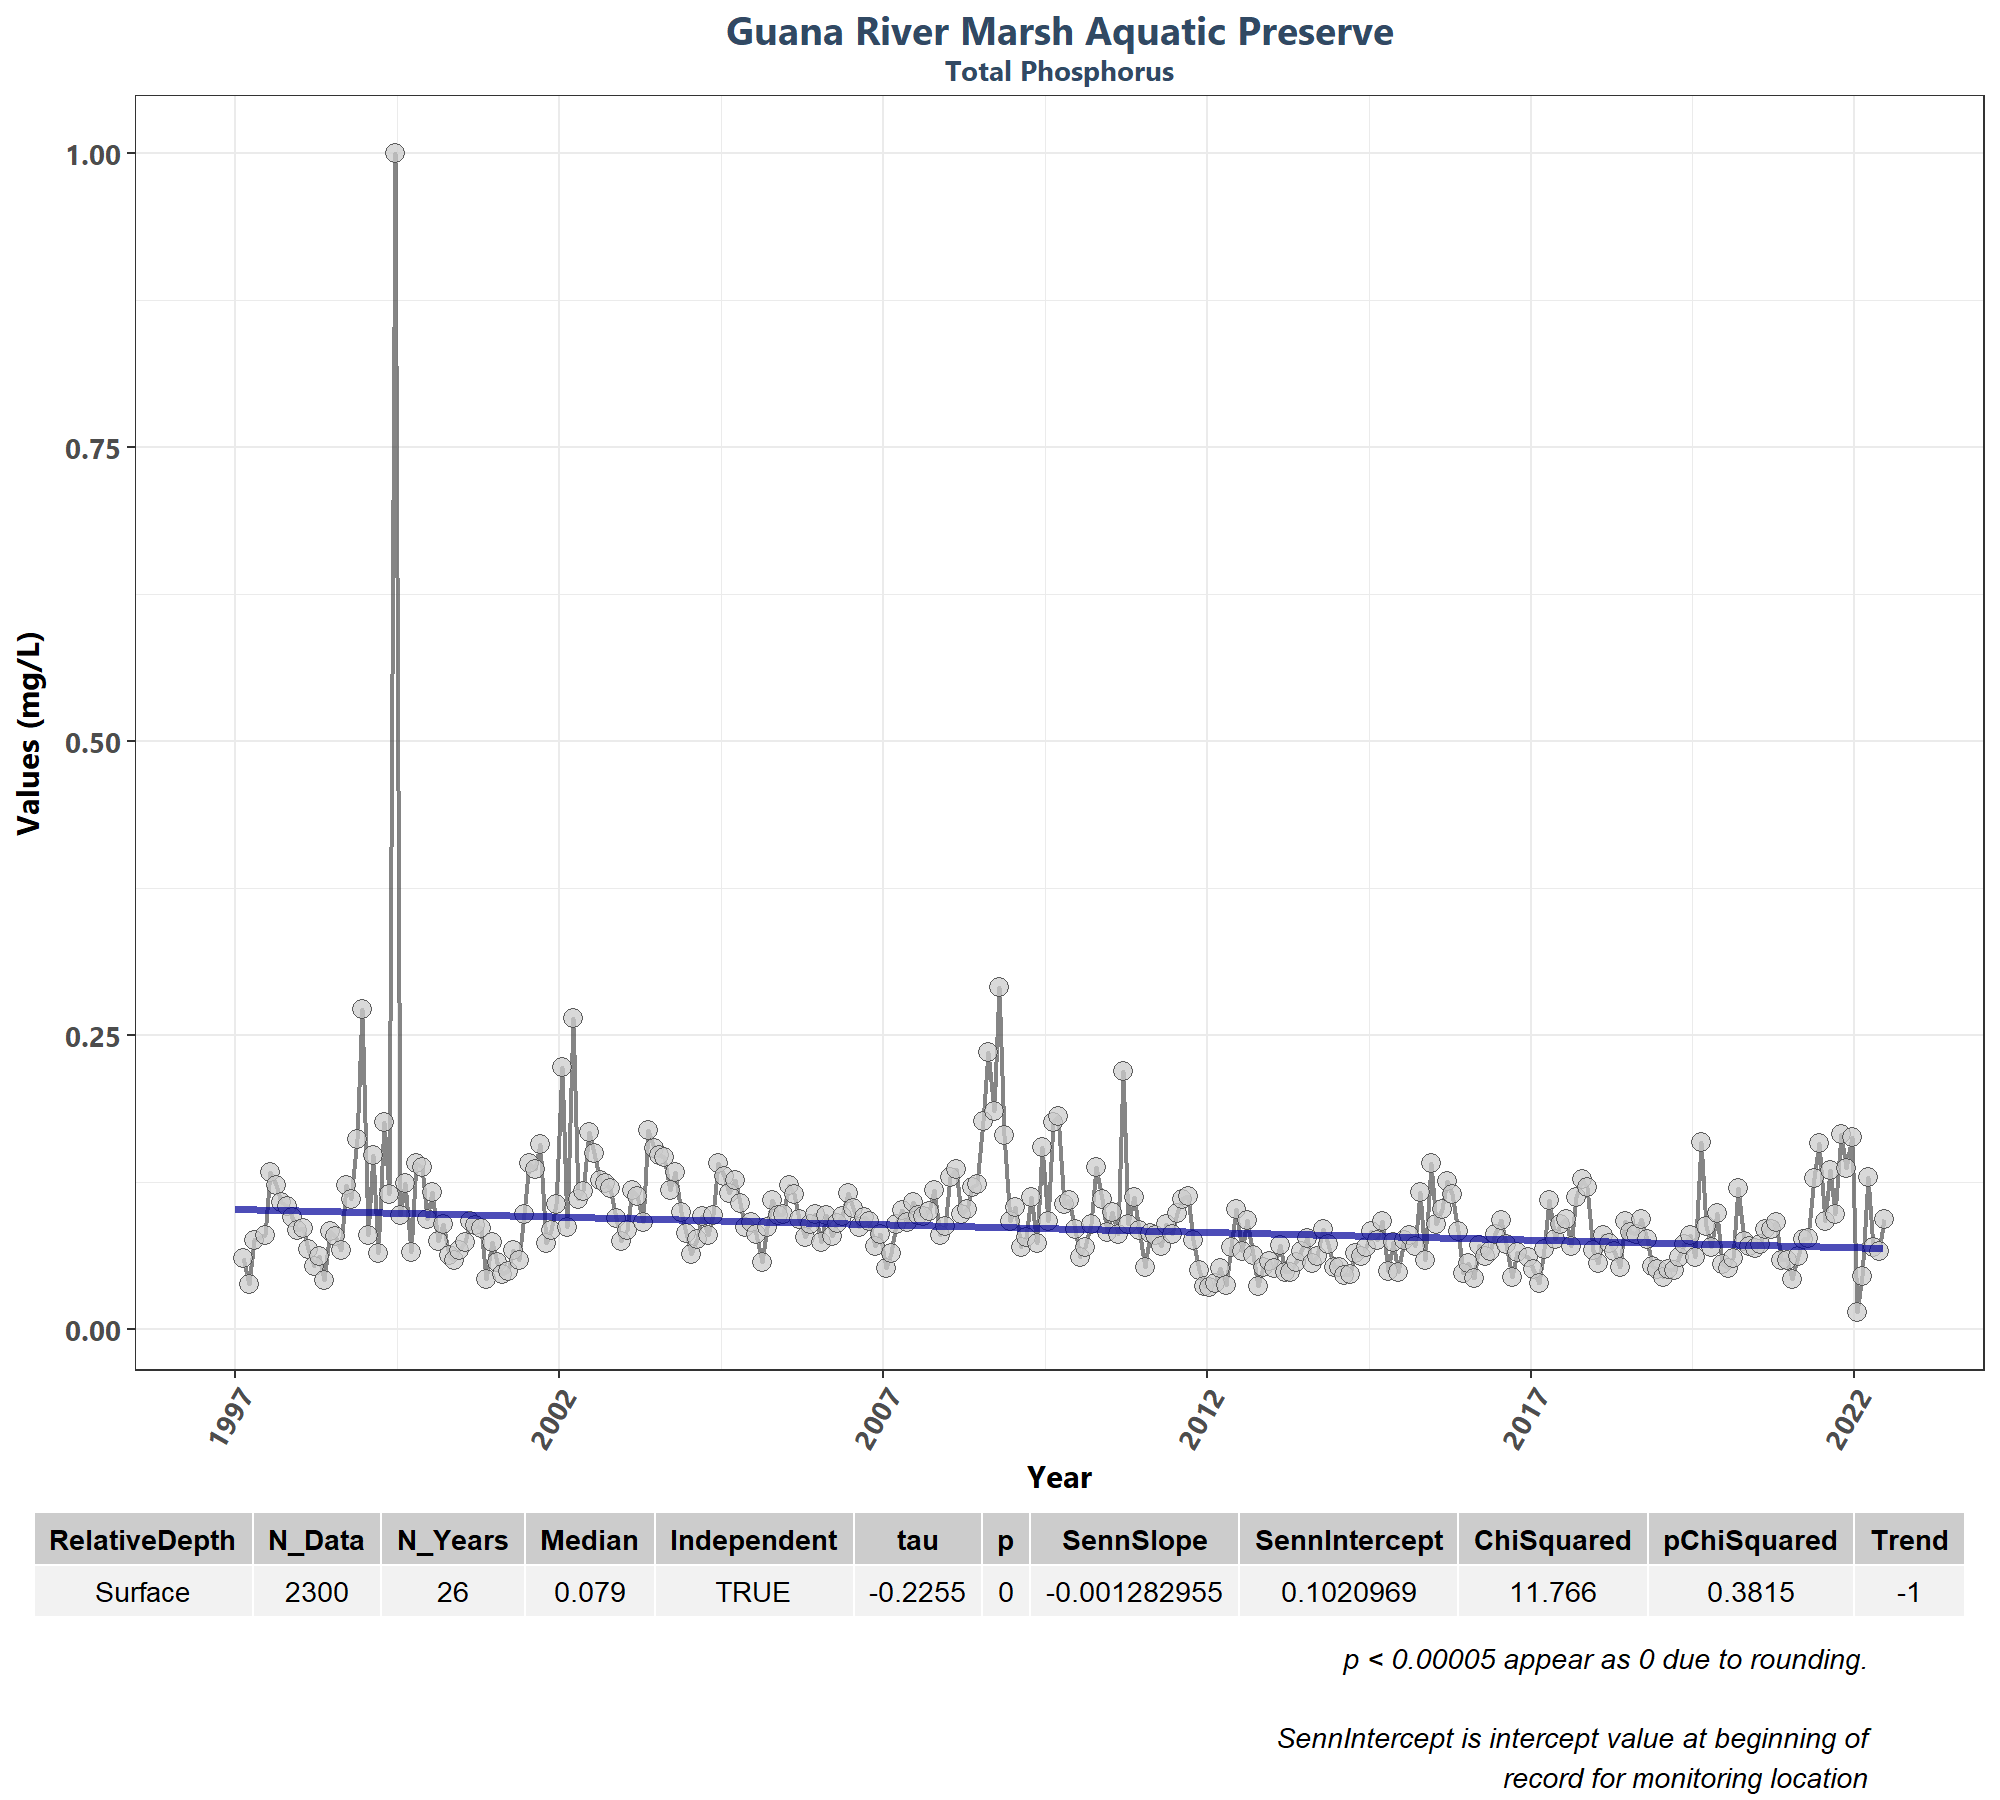 Guana River Marsh Aquatic Preserve
Total Phosphorus
1.00
0.75
0.50
0.25
0.00
Values (mg/L)
1997 2002 2007 2012 2017 2022
Year
RelativeDepth N_Data N_Years Median Independent tau p SennSlope SennIntercept ChiSquared pChiSquared Trend
Surface 2300 26 0.079 TRUE -0.2255 0 -0.001282955 0.1020969 11.766 0.3815 -1
p < 0.00005 appear as 0 due to rounding.
SennIntercept is intercept value at beginning of
record for monitoring location